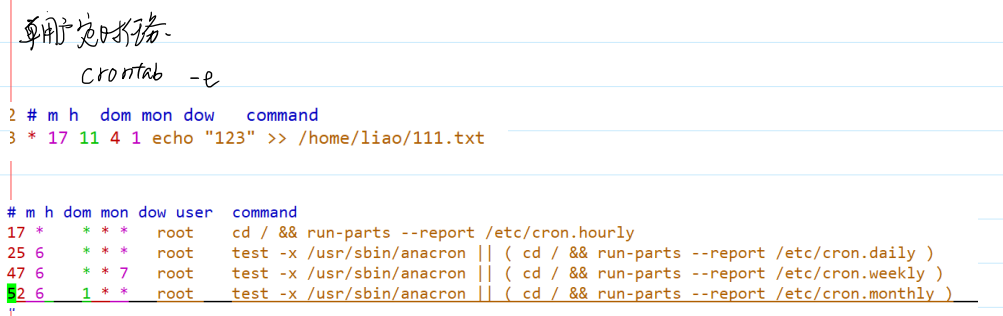 单用户定时任务.
crontab -e
2 # m h dom mon dow command
3 * 17 11 4 1 echo "123" >> /home/liao/111.txt
# m h dom mon dow user command
17 * * * * root cd / && run-parts --report /etc/cron.hourly
25 6 * * * root test -x /usr/sbin/anacron || ( cd / && run-parts --report /etc/cron.daily )
47 6 * * 7 root test -x /usr/sbin/anacron || ( cd / && run-parts --report /etc/cron.weekly )
52 6 1 * * root test -x /usr/sbin/anacron || ( cd / && run-parts --report /etc/cron.monthly )